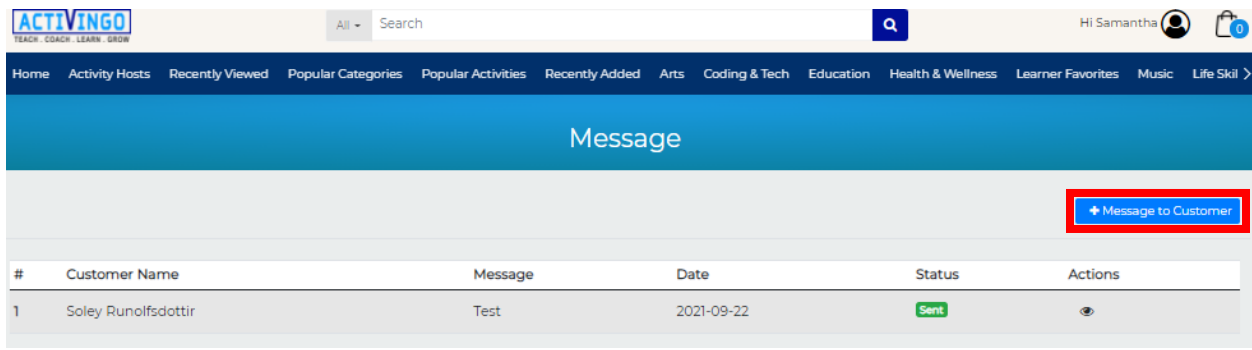 ACTIVINGO
TEACH . COACH . LEARN . GROW
All Search
Hi Samantha
0
Home Activity Hosts Recently Viewed Popular Categories Popular Activities Recently Added Arts Coding & Tech Education Health & Wellness Learner Favorites Music Life Skil
Message
+ Message to Customer
# Customer Name Message Date Status Actions
1 Soley Runolfsdottir Test 2021-09-22 Sent